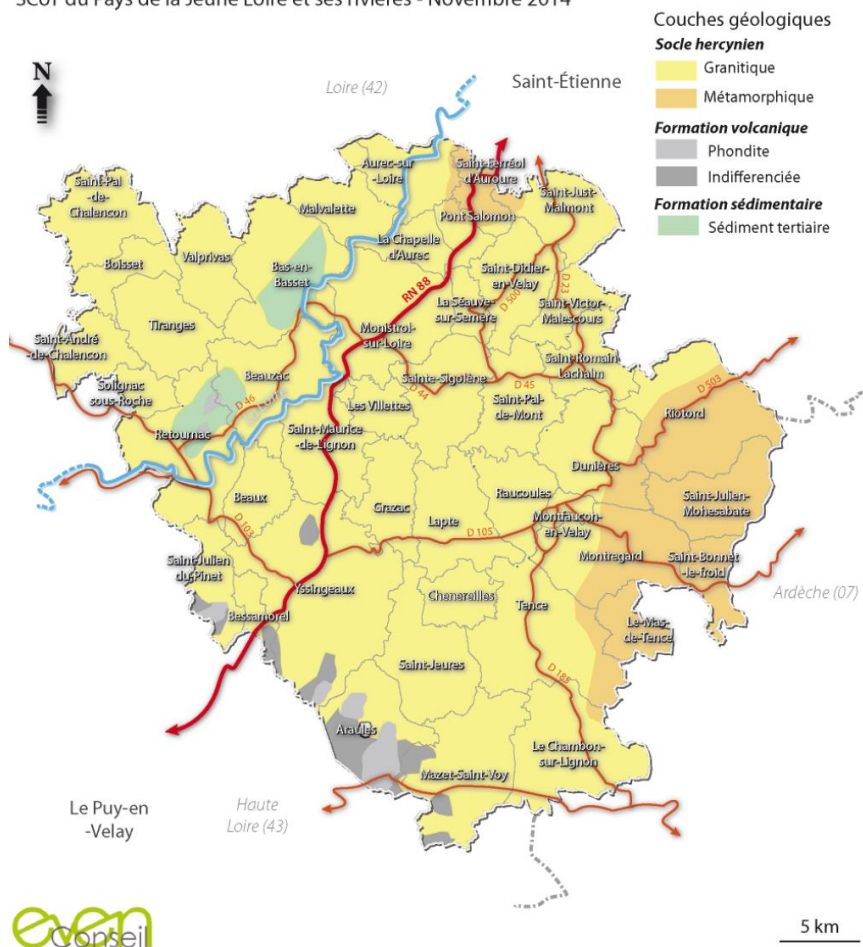 SCoT du Pays de la Jeune Loire et ses rivières - Novembre 2014
Couches géologiques
Socle hercynien
Granitique
Métamorphique
Formation volcanique
Phondite
Indifferenciée
Formation sédimentaire
Sédiment tertiaire
N
Loire (42)
Saint-Étienne
Aurec-sur
-Loire
Saint-Ferréol
d'Auroure
Saint-Pal
de-
Chalencon
Saint-Just-
Malmont
Malvalette
Pont Salomon
La Chapelle
d'Aurec
Boisset
Valprivas
Bas-en-
Basset
Saint-Didier-
en-Velay
RN 88
D 23
D 500
La Séauve-
sur-Semère
Saint-Victor-
Malescours
Tiranges
Monistrol-
sur-Loire
Saint-André
-de-Chalencon
Saint-Romain
Lachalm
Solignac
sous-Roche
Beauzac
Sainte-Sigolène
D 45
D 44
D 503
D 46
Les Villettes
Saint-Pal-
de-Mont
Riotord
Retournac
Saint-Maurice
-de-Lignon
Dunières
Beaux
Raucoules
Saint-Julien-
Mohesabate
Grazac
Lapte
Montfaucon-
en-Velay
D 103
D 105
Saint-Julien
du-Pinet
Montregard
Saint-Bonnet
-le-froid
Yssingeaux
Chenereilles
Tence
Ardèche (07)
Bessamorel
Le-Mas-
de-Tence
Saint-Jeures
D 185
Araules
Le Chambon-
sur-Lignon
Mazet-Saint-Voy
Le Puy-en
-Velay
Haute
Loire (43)
even
Conseil
5 km